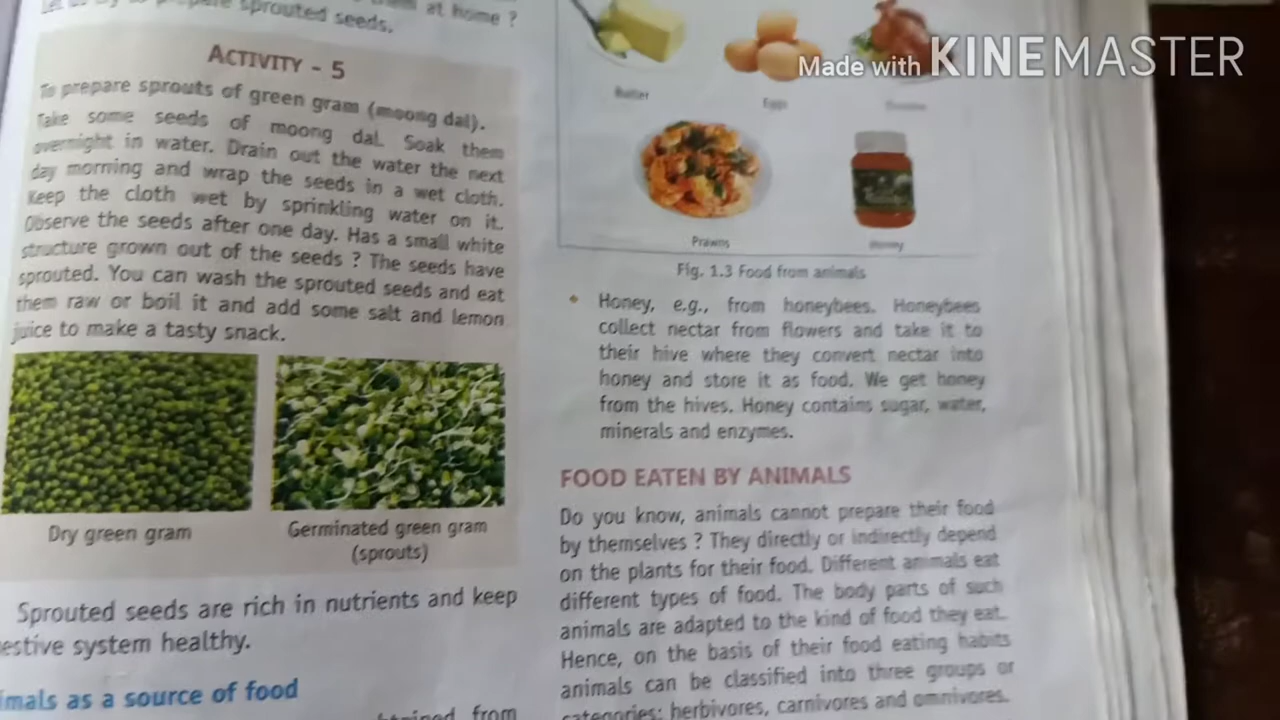 at home ?
sprouted seeds.
ACTIVITY - 5
To prepare sprouts of green gram (moong dal).
Take some seeds of moong dal. Soak them
overnight in water. Drain out the water the next
day morning and wrap the seeds in a wet cloth.
Keep the cloth wet by sprinkling water on it.
Observe the seeds after one day. Has a small white
structure grown out of the seeds ? The seeds have
sprouted. You can wash the sprouted seeds and eat
them raw or boil it and add some salt and lemon
juice to make a tasty snack.
Dry green gram
Germinated green gram
(sprouts)
Sprouted seeds are rich in nutrients and keep
estive system healthy.
imals as a source of food
from
Made with KINEMASTER
Butter
Eggs
Prawns
Honey
Fig. 1.3 Food from animals
Honey, e.g., from honeybees. Honeybees
collect nectar from flowers and take it to
their hive where they convert nectar into
honey and store it as food. We get honey
from the hives. Honey contains sugar, water,
minerals and enzymes.
FOOD EATEN BY ANIMALS
Do you know, animals cannot prepare their food
by themselves ? They directly or indirectly depend
on the plants for their food. Different animals eat
different types of food. The body parts of such
animals are adapted to the kind of food they eat.
Hence, on the basis of their food eating habits
animals can be classified into three groups or
categories: herbivores, carnivores and omnivores.